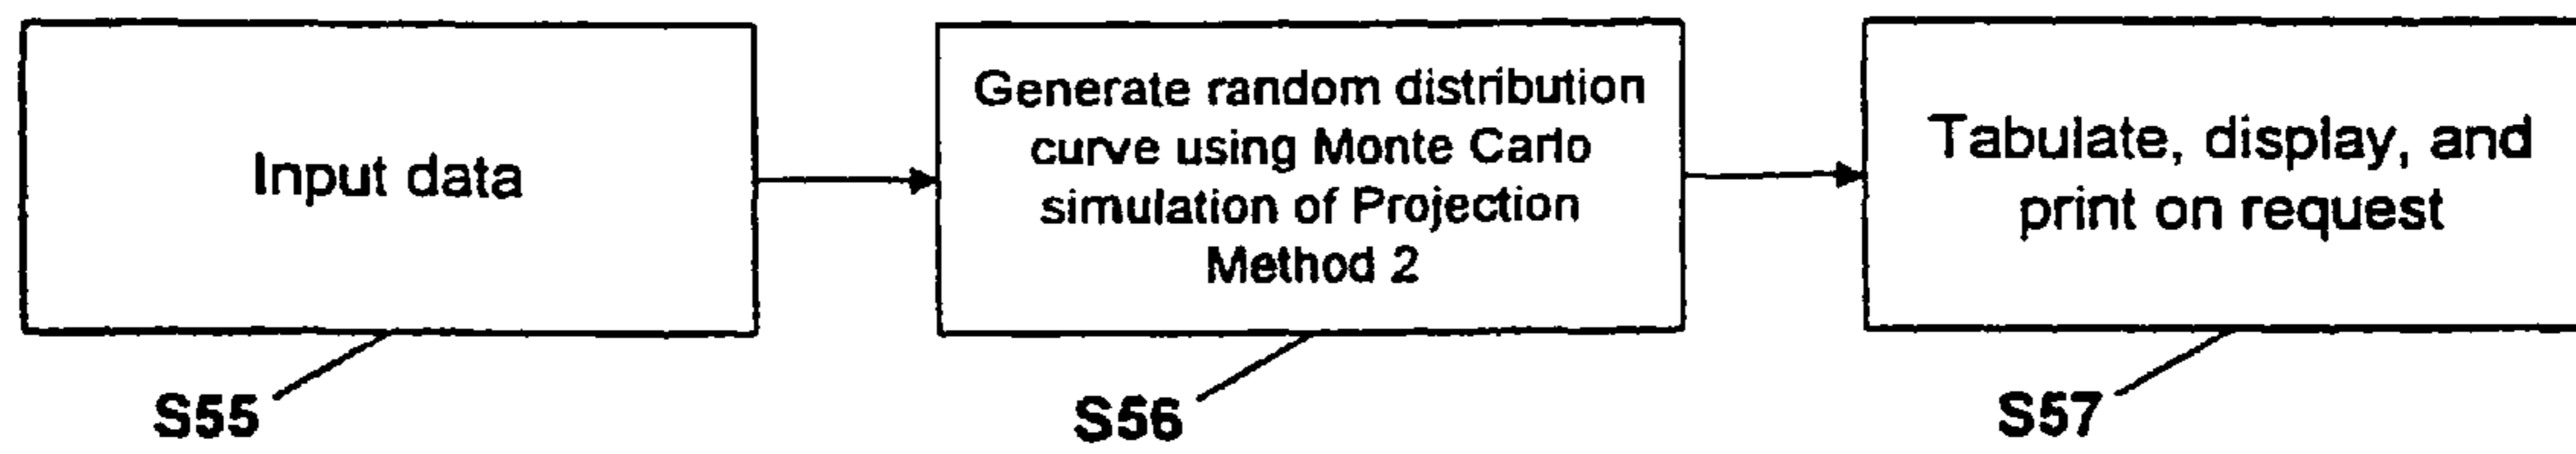 Input data
Generate random distribution
curve using Monte Carlo
simulation of Projection
Method 2
Tabulate, display, and
print on request
S55
S56
S57